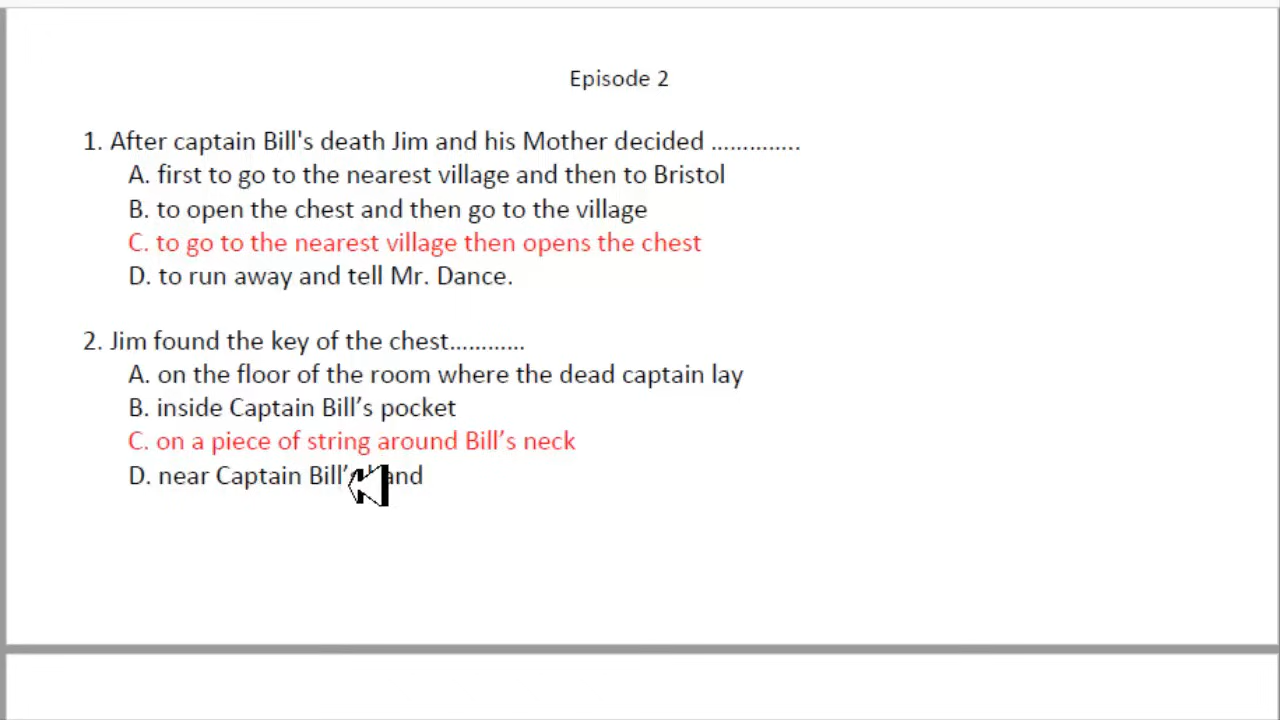 Episode 2
1. After captain Bill's death Jim and his Mother decided …………..
A. first to go to the nearest village and then to Bristol
B. to open the chest and then go to the village
C. to go to the nearest village then opens the chest
D. to run away and tell Mr. Dance.
2. Jim found the key of the chest…………
A. on the floor of the room where the dead captain lay
B. inside Captain Bill’s pocket
C. on a piece of string around Bill’s neck
D. near Captain